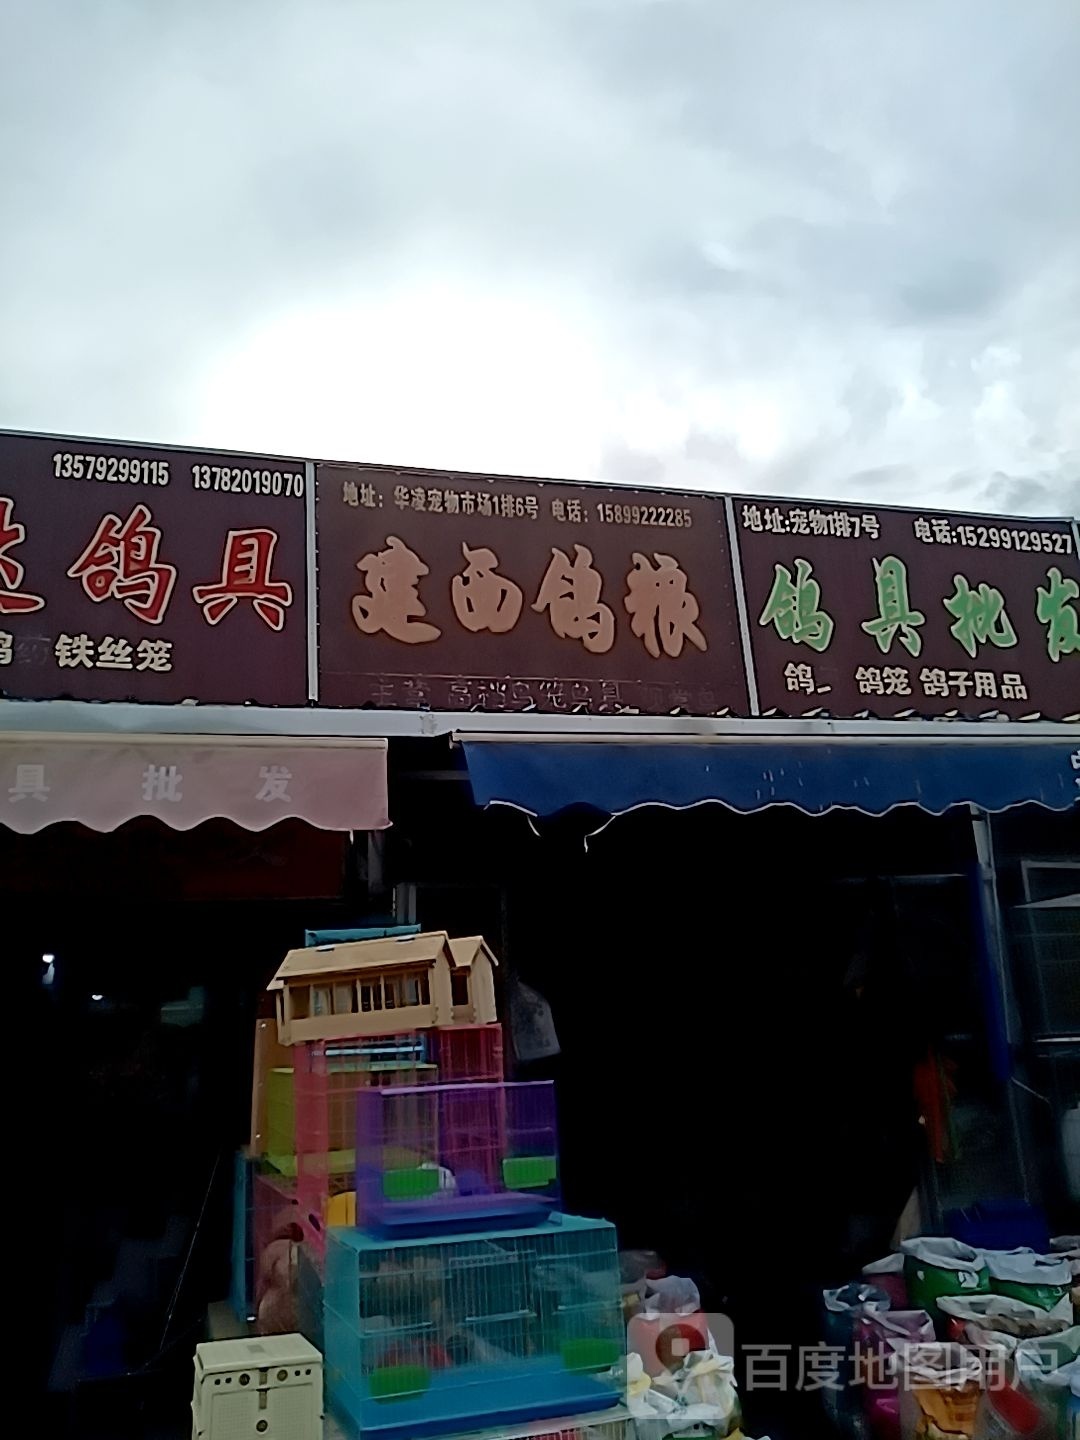 13579299115 13782019070
鸽具
铁丝笼
地址：华凌宠物市场1排6号 电话：15899222285
建西鸽粮
地址:宠物1排7号 电话:15299129527
鸽具批发
鸽 鸽笼 鸽子用品
具 批 发
百度地图用户